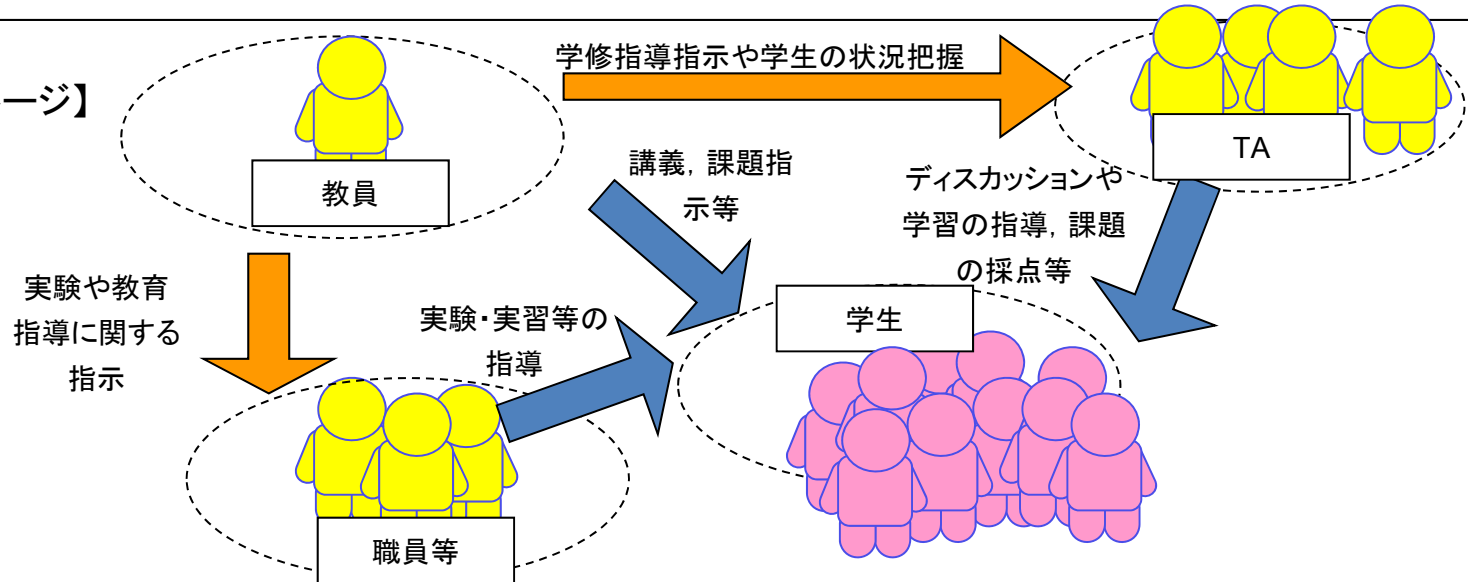 ージ】
学修指導指示や学生の状況把握
TA
教員
講義，課題指
示等
ディスカッションや
学習の指導，課題
の採点等
実験や教育
指導に関する
指示
実験・実習等の
指導
学生
職員等